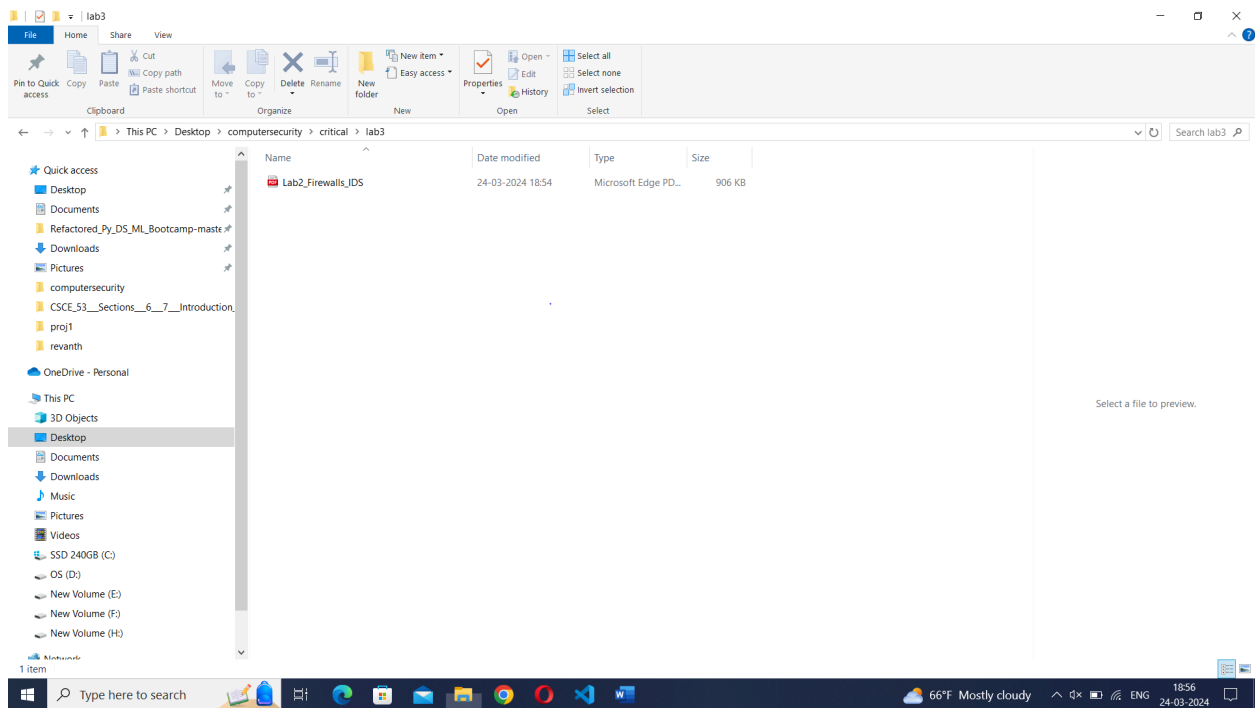 lab3
File Home Share View
Pin to Quick access
Copy
Paste
Cut
Copy path
Paste shortcut
Clipboard
Move to
Copy to
Delete
Rename
Organize
New folder
New item
Easy access
New
Properties
Open
Edit
History
Open
Select all
Select none
Invert selection
Select
This PC > Desktop > computersecurity > critical > lab3
Search lab3
Quick access
Desktop
Documents
Refactored_Py_DS_ML_Bootcamp-maste
Downloads
Pictures
computersecurity
CSCE_53__Sections__6__7__Introduction_
proj1
revanth
OneDrive - Personal
This PC
3D Objects
Desktop
Documents
Downloads
Music
Pictures
Videos
SSD 240GB (C:)
OS (D:)
New Volume (E:)
New Volume (F:)
New Volume (H:)
Network
Name Date modified Type Size
Lab2_Firewalls_IDS 24-03-2024 18:54 Microsoft Edge PD... 906 KB
Select a file to preview.
1 item
Type here to search
66°F Mostly cloudy
ENG
18:56
24-03-2024